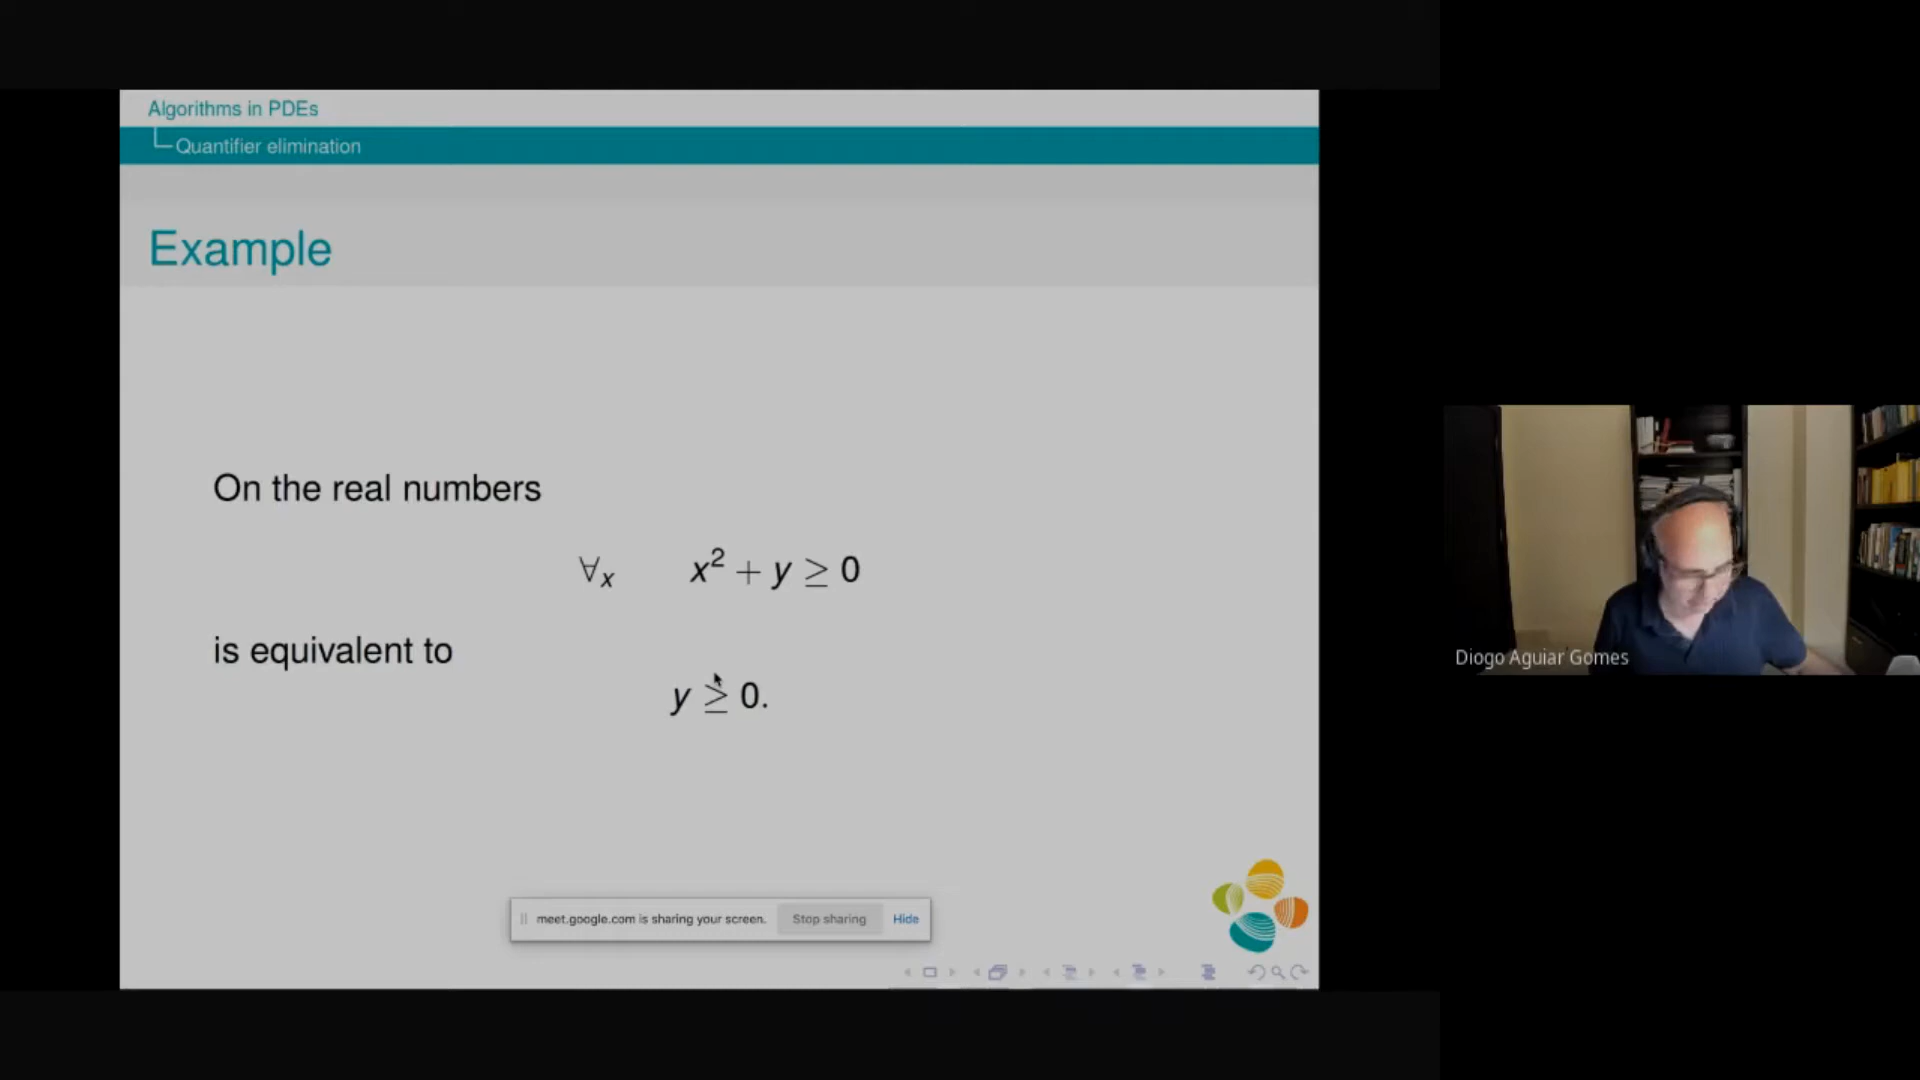 Algorithms in PDEs
Quantifier elimination
Example
On the real numbers
∀x x² + y ≥ 0
is equivalent to
y ≥ 0.
meet.google.com is sharing your screen. Stop sharing Hide
Diogo Aguiar Gomes